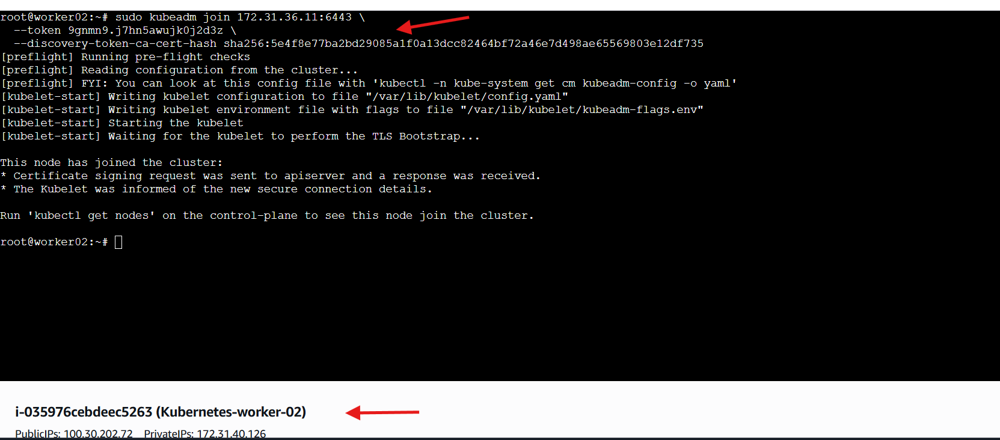 root@worker02:~# sudo kubeadm join 172.31.36.11:6443 \
  --token 9gnmn9.j7hn5awujk0j2d3z \
  --discovery-token-ca-cert-hash sha256:5e4f8e77ba2bd29085a1f0a13dcc82464bf72a46e7d498ae65569803e12df735
[preflight] Running pre-flight checks
[preflight] Reading configuration from the cluster...
[preflight] FYI: You can look at this config file with 'kubectl -n kube-system get cm kubeadm-config -o yaml'
[kubelet-start] Writing kubelet configuration to file "/var/lib/kubelet/config.yaml"
[kubelet-start] Writing kubelet environment file with flags to file "/var/lib/kubelet/kubeadm-flags.env"
[kubelet-start] Starting the kubelet
[kubelet-start] Waiting for the kubelet to perform the TLS Bootstrap...
This node has joined the cluster:
* Certificate signing request was sent to apiserver and a response was received.
* The Kubelet was informed of the new secure connection details.
Run 'kubectl get nodes' on the control-plane to see this node join the cluster.
root@worker02:~#
i-035976cebdeec5263 (Kubernetes-worker-02)
PublicIPs: 100.30.202.72 PrivateIPs: 172.31.40.126